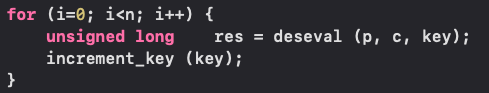 for (i=0; i<n; i++) {
    unsigned long    res = deseval (p, c, key);
    increment_key (key);
}